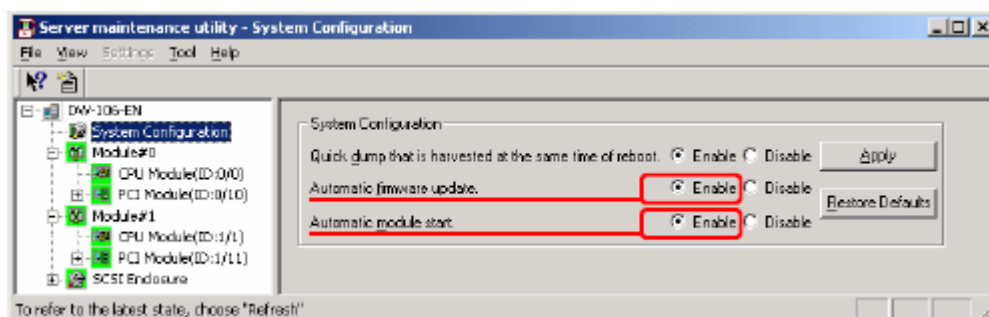 Server maintenance utility - System Configuration
File View Settings Tool Help
DW-106-EN
System Configuration
Module#0
CPU Module(ID:0/0)
PCI Module(ID:0/10)
Module#1
CPU Module(ID:1/1)
PCI Module(ID:1/11)
SCSI Enclosure
System Configuration
Quick dump that is harvested at the same time of reboot. Enable Disable Apply
Automatic firmware update. Enable Disable
Restore Defaults
Automatic module start. Enable Disable
To refer to the latest state, choose "Refresh"